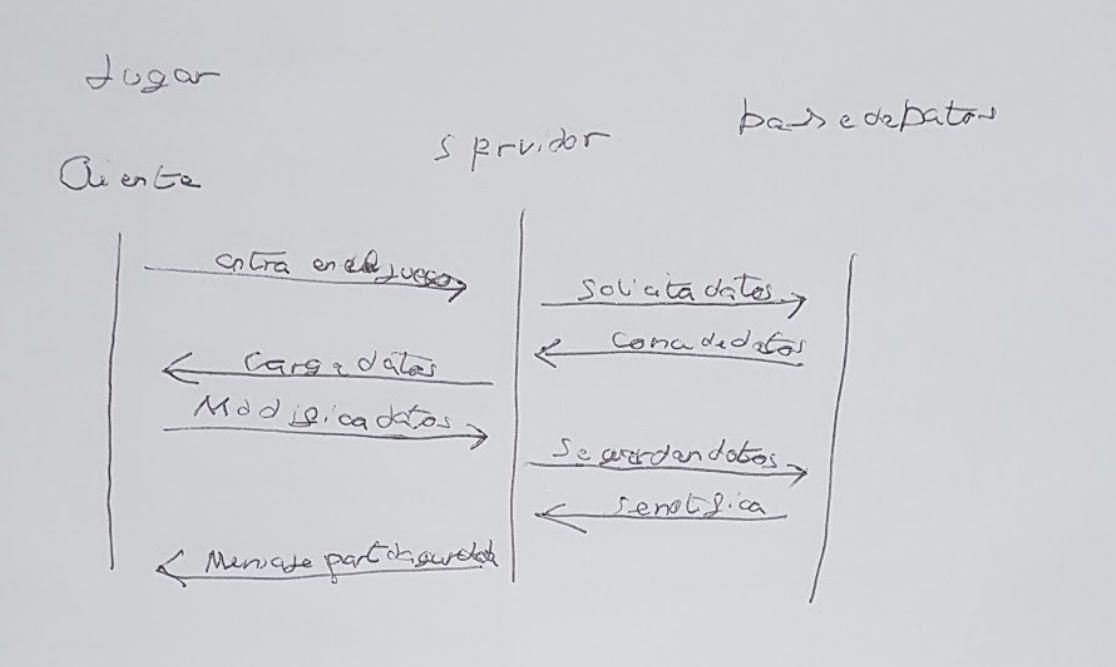 Jugar
base de Datos
Servidor
Cliente
entra en el juego
Solicita datos
datos
Carga datos
Modifica datos
Se guardan datos
Se notifica
Mensaje partida guardada